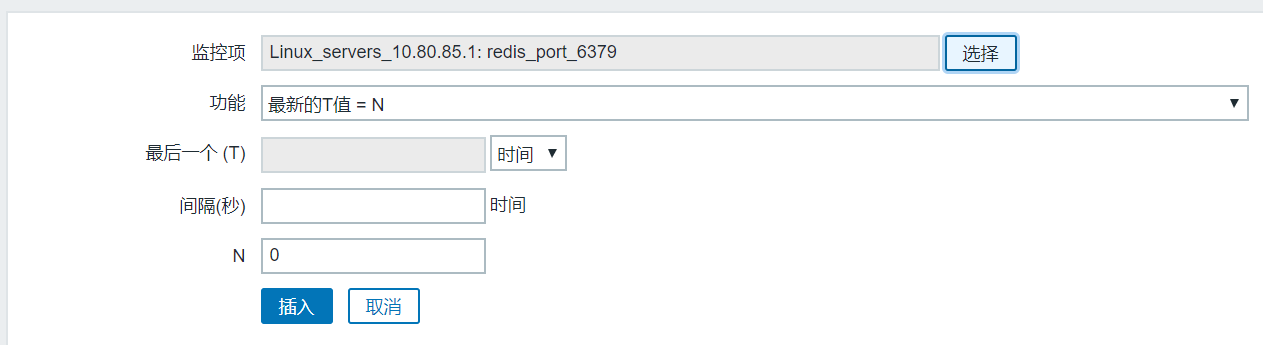 监控项 Linux_servers_10.80.85.1: redis_port_6379 选择
功能 最新的T值 = N
最后一个 (T) 时间
间隔(秒) 时间
N 0
插入 取消